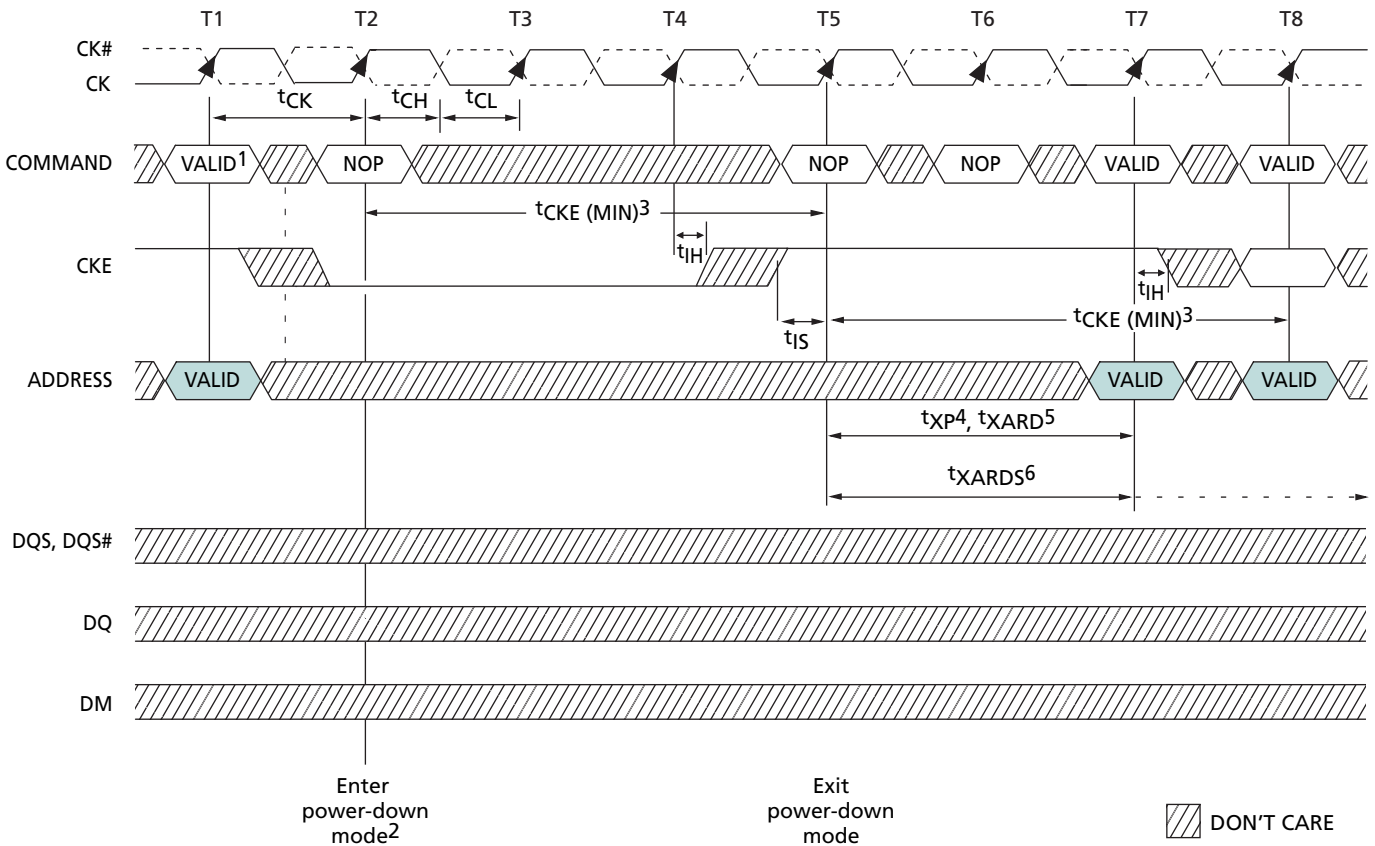 T1 T2 T3 T4 T5 T6 T7 T8
CK#
CK
tCK tCH tCL
COMMAND VALID1 NOP NOP NOP VALID VALID
tCKE (MIN)3
CKE
tIH
tIH
tCKE (MIN)3
tIS
ADDRESS VALID VALID VALID
tXP4, tXARD5
tXARDS6
DQS, DQS#
DQ
DM
Enter
power-down
mode2
Exit
power-down
mode
DON'T CARE